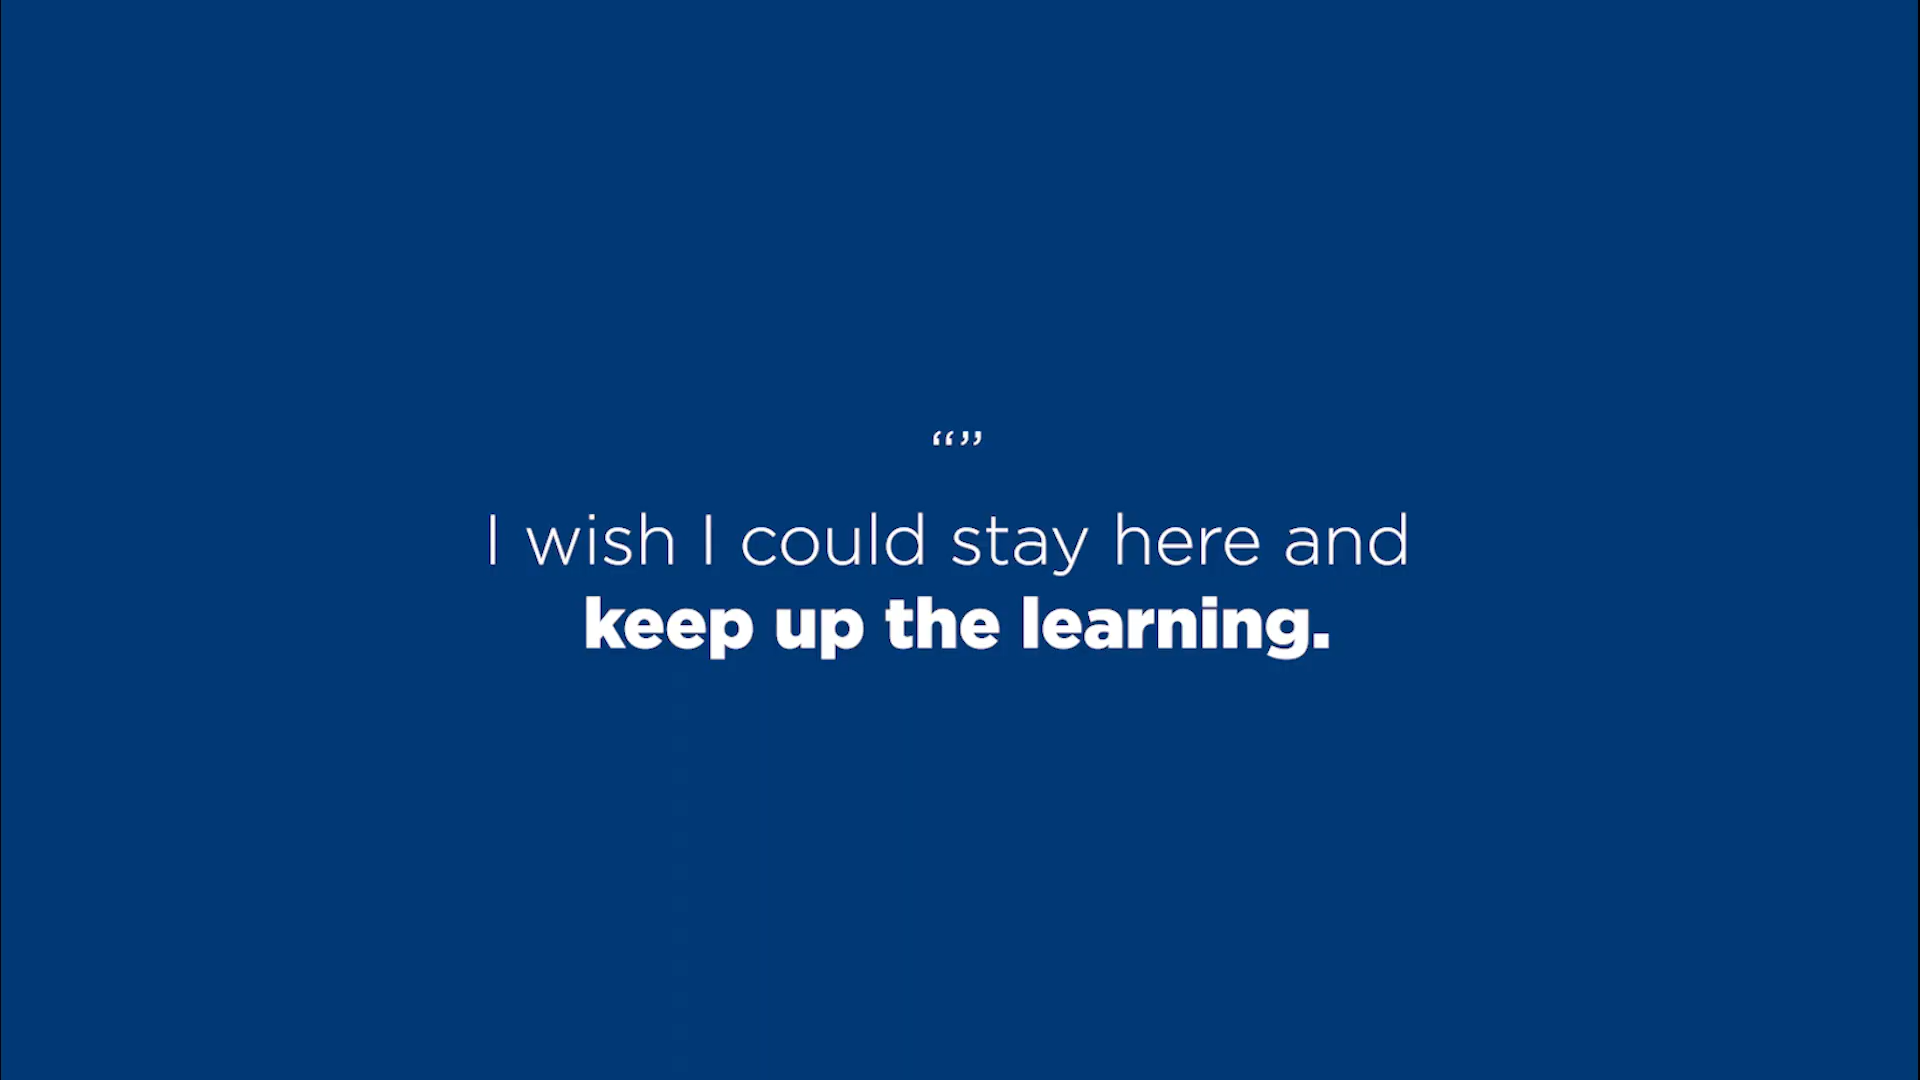 “”
I wish I could stay here and
keep up the learning.